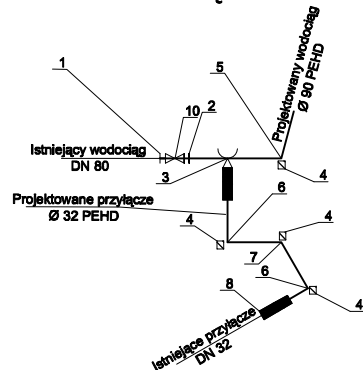 1
10
2
5
Projektowany wodociąg
Ø 90 PEHD
Istniejący wodociąg
DN 80
3
4
Projektowane przyłącze
Ø 32 PEHD
4
6
4
7
6
8
4
Istniejące przyłącze
DN 32